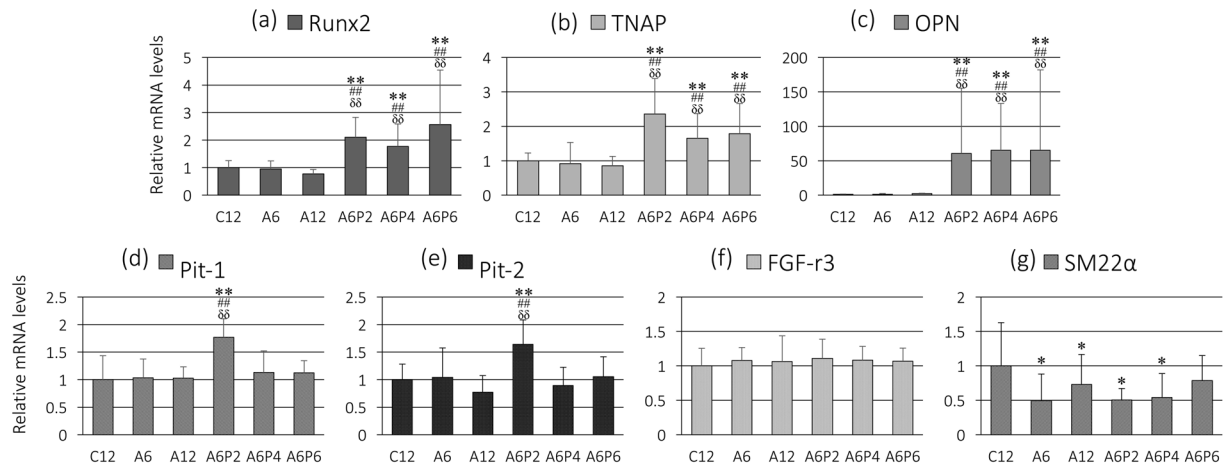 (a) Runx2
Relative mRNA levels
5
4
3
2
1
0
**
##
δδ
**
##
δδ
**
##
δδ
C12 A6 A12 A6P2 A6P4 A6P6
(b) TNAP
4
3
2
1
0
**
##
δδ
**
##
δδ
**
##
δδ
C12 A6 A12 A6P2 A6P4 A6P6
(c) OPN
200
150
100
50
0
**
##
δδ
**
##
δδ
**
##
δδ
C12 A6 A12 A6P2 A6P4 A6P6
(d) Pit-1
Relative mRNA levels
2.5
2
1.5
1
0.5
0
**
##
δδ
C12 A6 A12 A6P2 A6P4 A6P6
(e) Pit-2
2.5
2
1.5
1
0.5
0
**
##
δδ
C12 A6 A12 A6P2 A6P4 A6P6
(f) FGF-r3
2
1.5
1
0.5
0
C12 A6 A12 A6P2 A6P4 A6P6
(g) SM22α
2
1.5
1
0.5
0
*
*
*
*
C12 A6 A12 A6P2 A6P4 A6P6